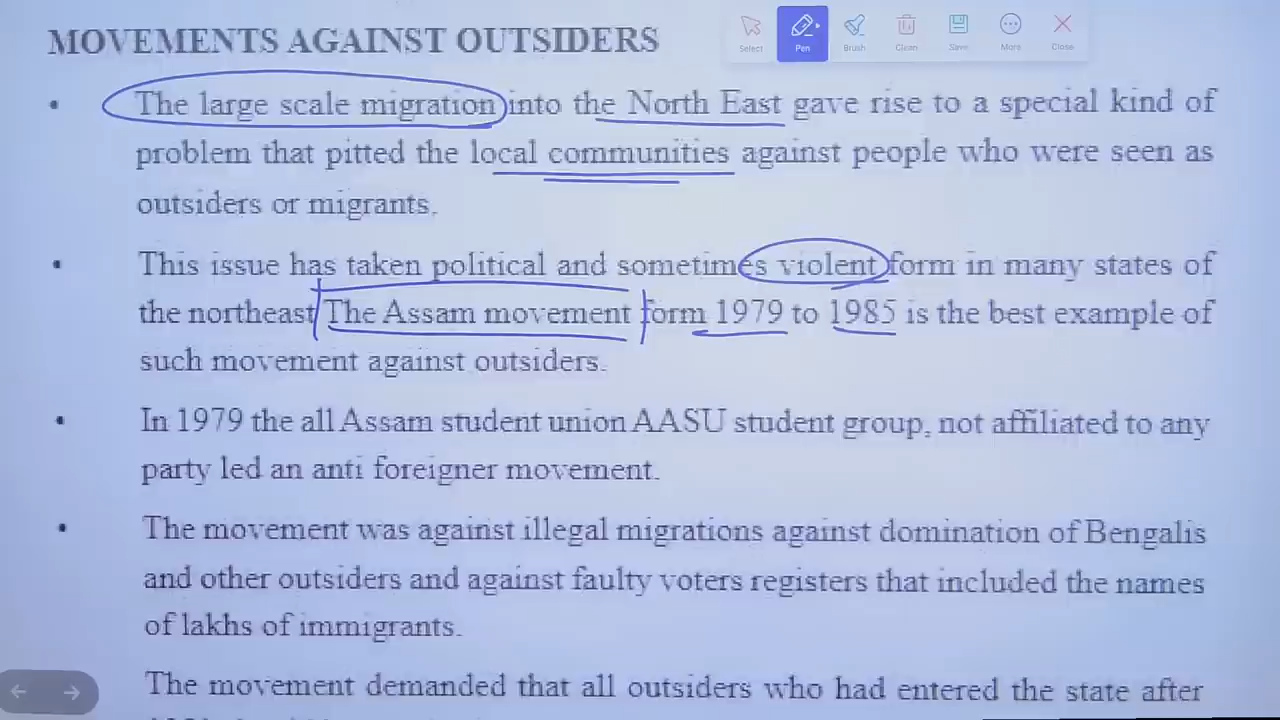 MOVEMENTS AGAINST OUTSIDERS
Select Pen Brush Clean Save More Close
• The large scale migration into the North East gave rise to a special kind of
problem that pitted the local communities against people who were seen as
outsiders or migrants.
• This issue has taken political and sometimes violent form in many states of
the northeast The Assam movement form 1979 to 1985 is the best example of
such movement against outsiders.
• In 1979 the all Assam student union AASU student group, not affiliated to any
party led an anti foreigner movement.
• The movement was against illegal migrations against domination of Bengalis
and other outsiders and against faulty voters registers that included the names
of lakhs of immigrants.
The movement demanded that all outsiders who had entered the state after